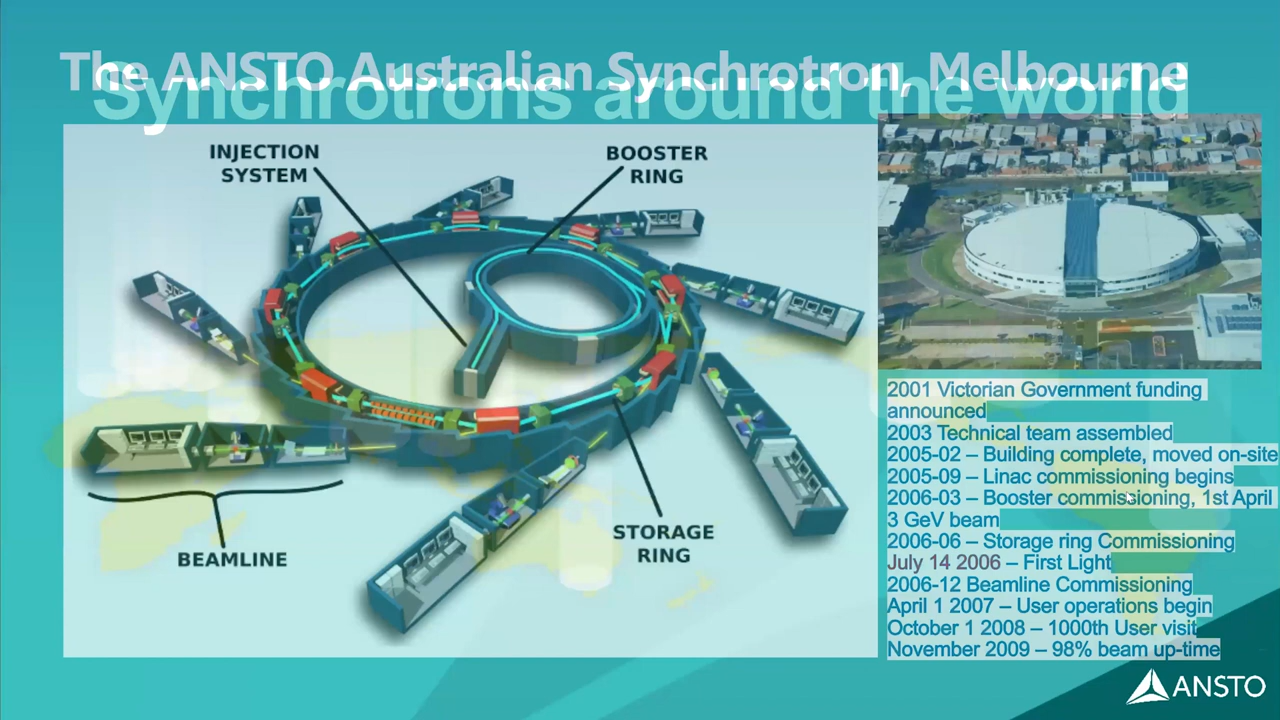 The ANSTO Australian Synchrotron, Melbourne
Synchrotrons around the world
INJECTION
SYSTEM
BOOSTER
RING
BEAMLINE
STORAGE
RING
2001 Victorian Government funding
announced
2003 Technical team assembled
2005-02 – Building complete, moved on-site
2005-09 – Linac commissioning begins
2006-03 – Booster commissioning, 1st April
3 GeV beam
2006-06 – Storage ring Commissioning
July 14 2006 – First Light
2006-12 Beamline Commissioning
April 1 2007 – User operations begin
October 1 2008 – 1000th User visit
November 2009 – 98% beam up-time
ANSTO